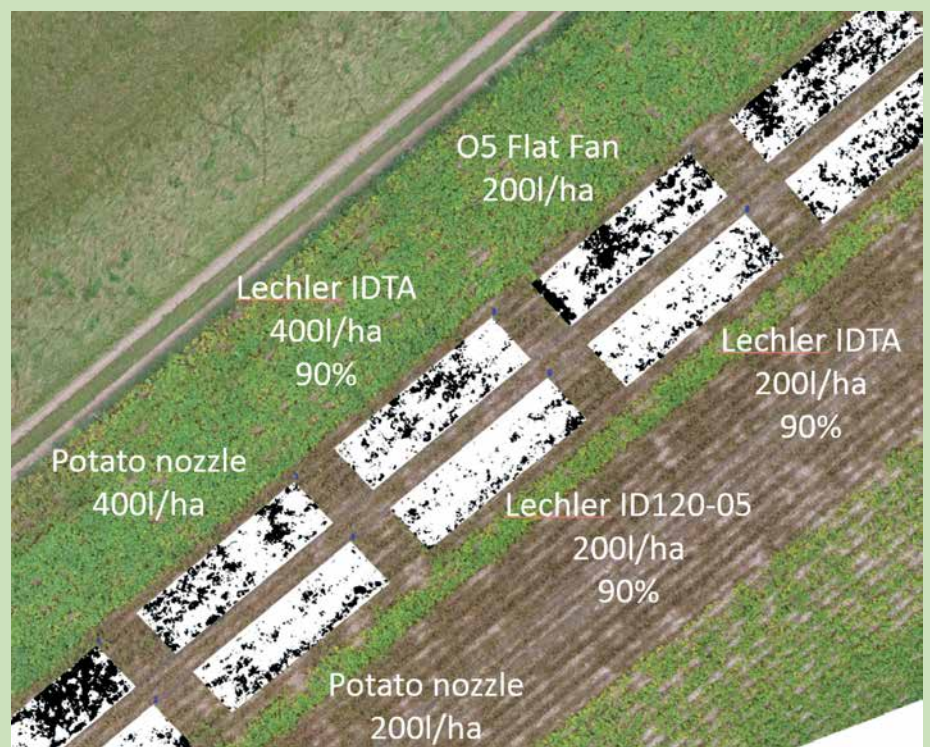 O5 Flat Fan
200l/ha
Lechler IDTA
400l/ha
90%
Lechler IDTA
200l/ha
90%
Potato nozzle
400l/ha
Lechler ID120-05
200l/ha
90%
Potato nozzle
200l/ha